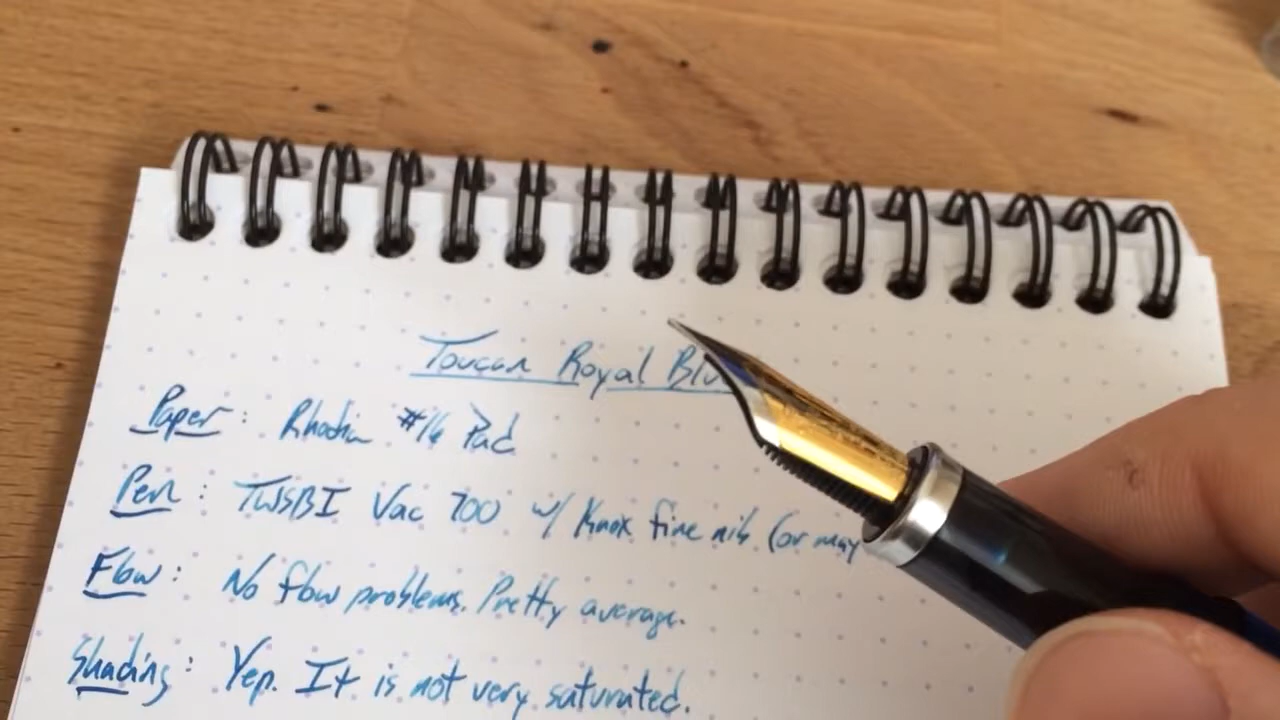 Toucan Royal Blu
Paper: Rhodia #16 Pad
Pen: TWSBI Vac 700 w/ Knox fine nib (or may
Flow: No flow problems. Pretty average.
Shading: Yep. It is not very saturated.